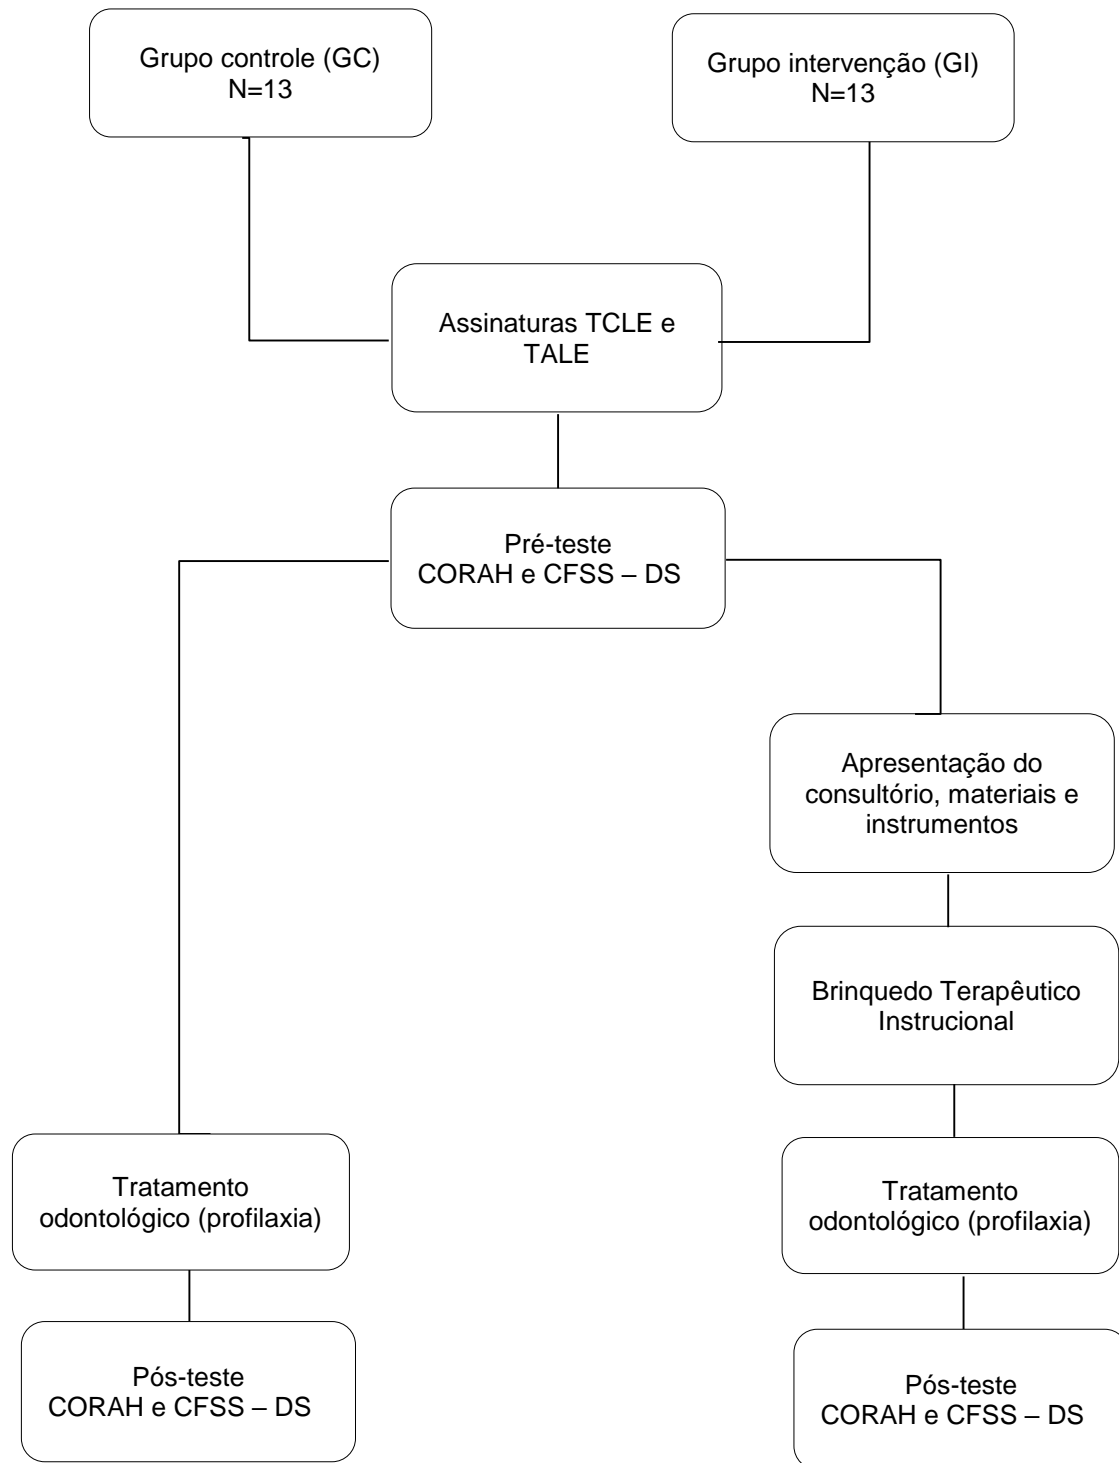 Grupo controle (GC)
N=13
Grupo intervenção (GI)
N=13
Assinaturas TCLE e
TALE
Pré-teste
CORAH e CFSS – DS
Apresentação do
consultório, materiais e
instrumentos
Brinquedo Terapêutico
Instrucional
Tratamento
odontológico (profilaxia)
Tratamento
odontológico (profilaxia)
Pós-teste
CORAH e CFSS – DS
Pós-teste
CORAH e CFSS – DS